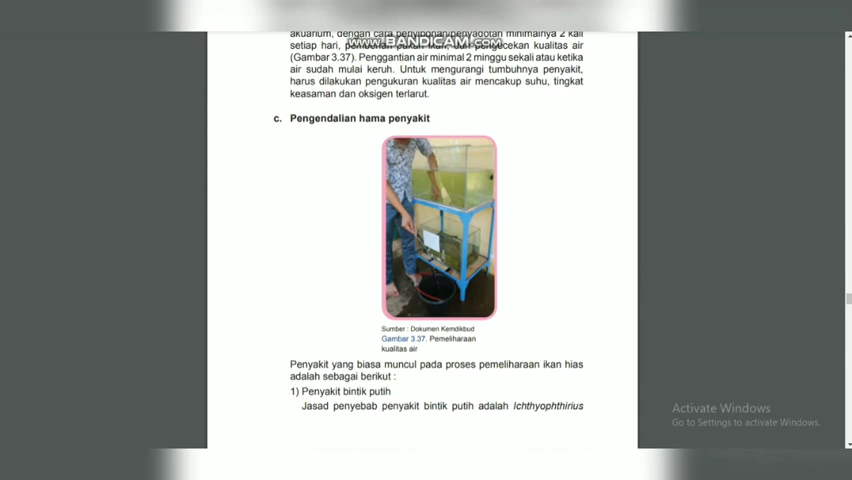 akuarium, dengan cara penyiponan/penyadotan minimalnya 2 kali
www.BANDICAM.com
setiap hari, pemberian pakan ikan, dan pengecekan kualitas air
(Gambar 3.37). Penggantian air minimal 2 minggu sekali atau ketika
air sudah mulai keruh. Untuk mengurangi tumbuhnya penyakit,
harus dilakukan pengukuran kualitas air mencakup suhu, tingkat
keasaman dan oksigen terlarut.
c. Pengendalian hama penyakit
Sumber : Dokumen Kemdikbud
Gambar 3.37. Pemeliharaan
kualitas air
Penyakit yang biasa muncul pada proses pemeliharaan ikan hias
adalah sebagai berikut :
1) Penyakit bintik putih
Jasad penyebab penyakit bintik putih adalah Ichthyophthirius
Activate Windows
Go to Settings to activate Windows.